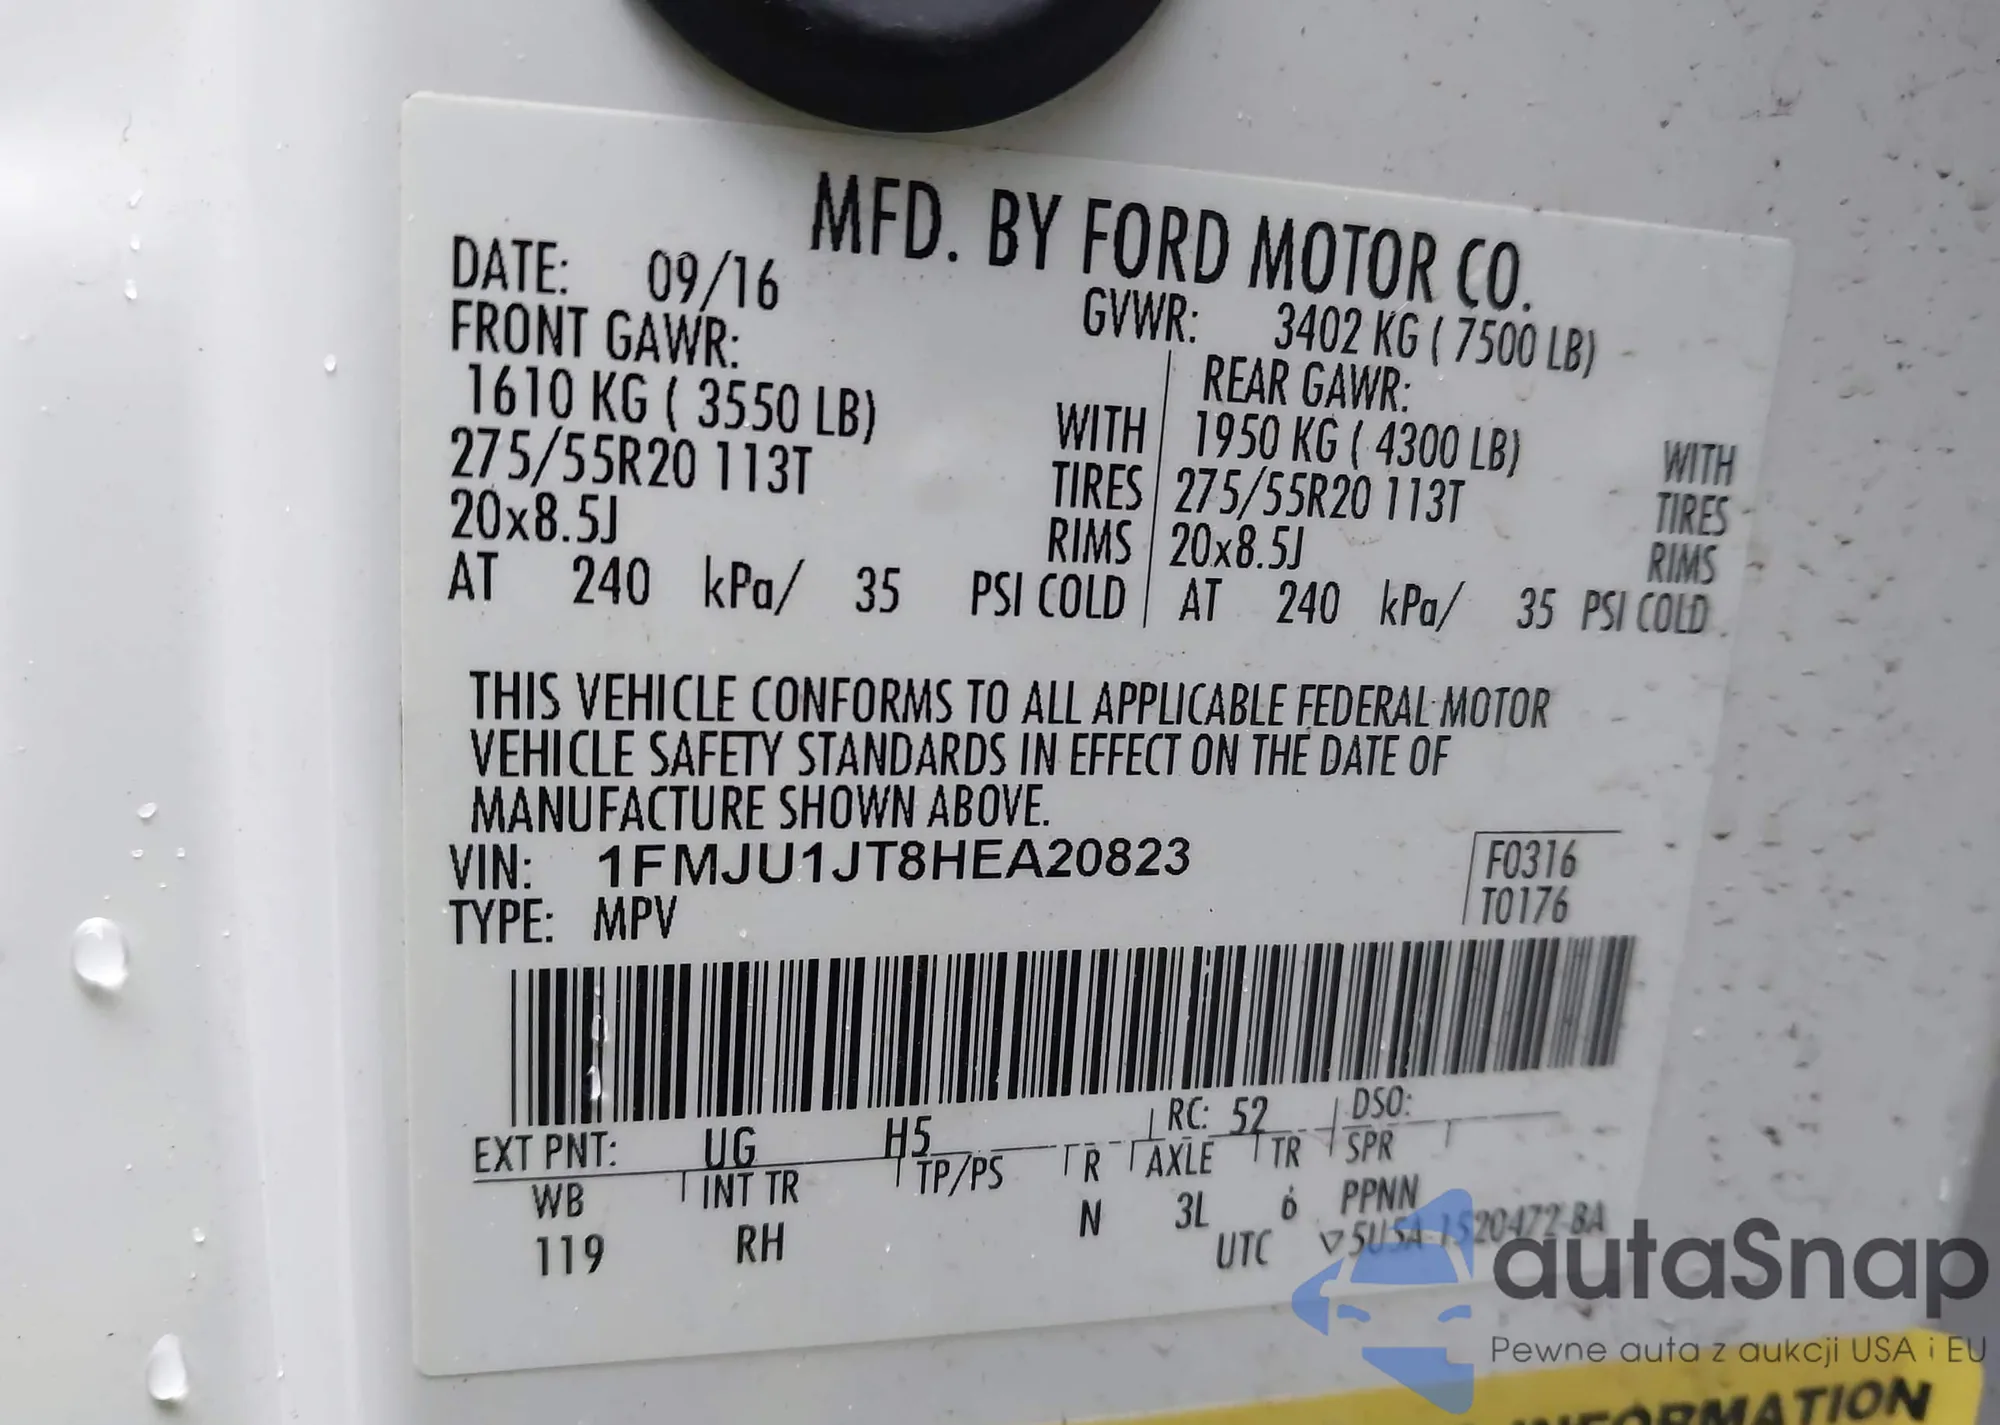 MFD. BY FORD MOTOR CO.
DATE: 09/16 GVWR: 3402 KG ( 7500 LB)
FRONT GAWR: REAR GAWR:
1610 KG ( 3550 LB) WITH 1950 KG ( 4300 LB) WITH
275/55R20 113T TIRES 275/55R20 113T TIRES
20x8.5J RIMS 20x8.5J RIMS
AT 240 kPa/ 35 PSI COLD AT 240 kPa/ 35 PSI COLD
THIS VEHICLE CONFORMS TO ALL APPLICABLE FEDERAL MOTOR
VEHICLE SAFETY STANDARDS IN EFFECT ON THE DATE OF
MANUFACTURE SHOWN ABOVE.
VIN: 1FMJU1JT8HEA20823 F0316
TYPE: MPV T0176
EXT PNT: UG H5 RC: 52 DSO:
WB INT TR TP/PS R AXLE TR SPR
119 RH N 3L 6 PPNN
UTC ▽5U5A-1520472-BA
autaSnap
Pewne auta z aukcji USA i EU
INFORMATION